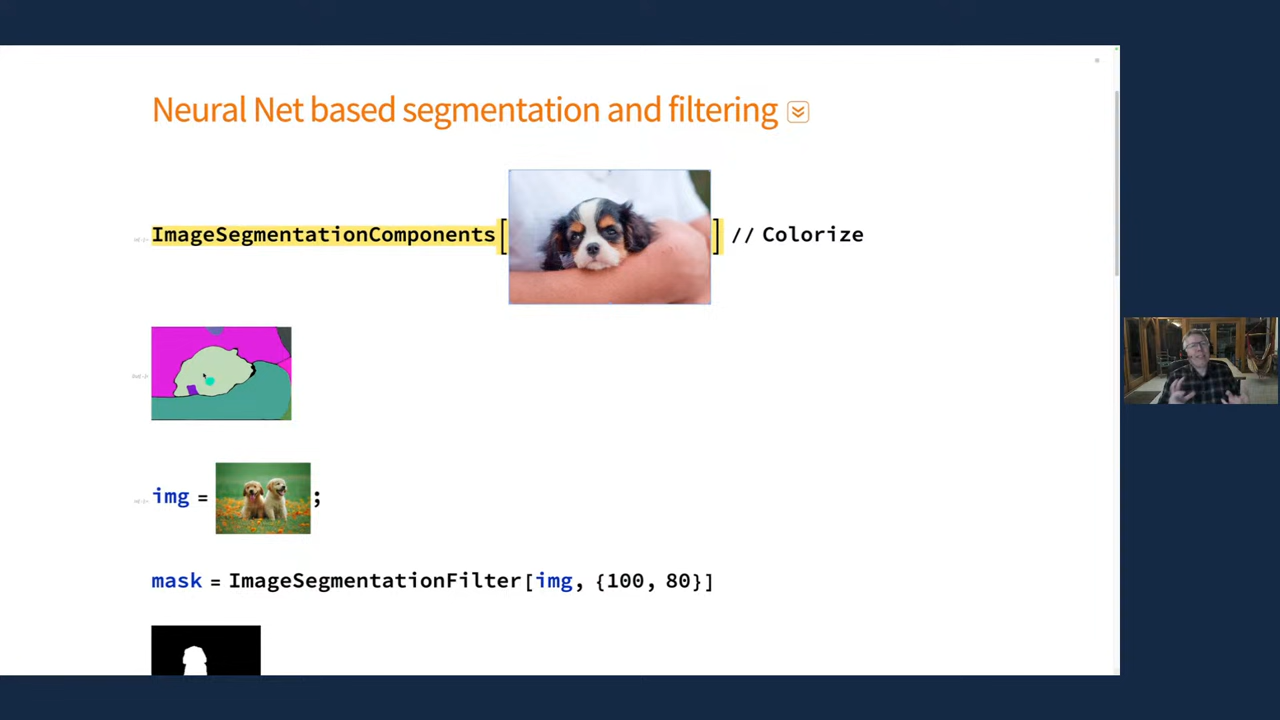 Neural Net based segmentation and filtering
ImageSegmentationComponents[ ] // Colorize
img = ;
mask = ImageSegmentationFilter[img, {100, 80}]